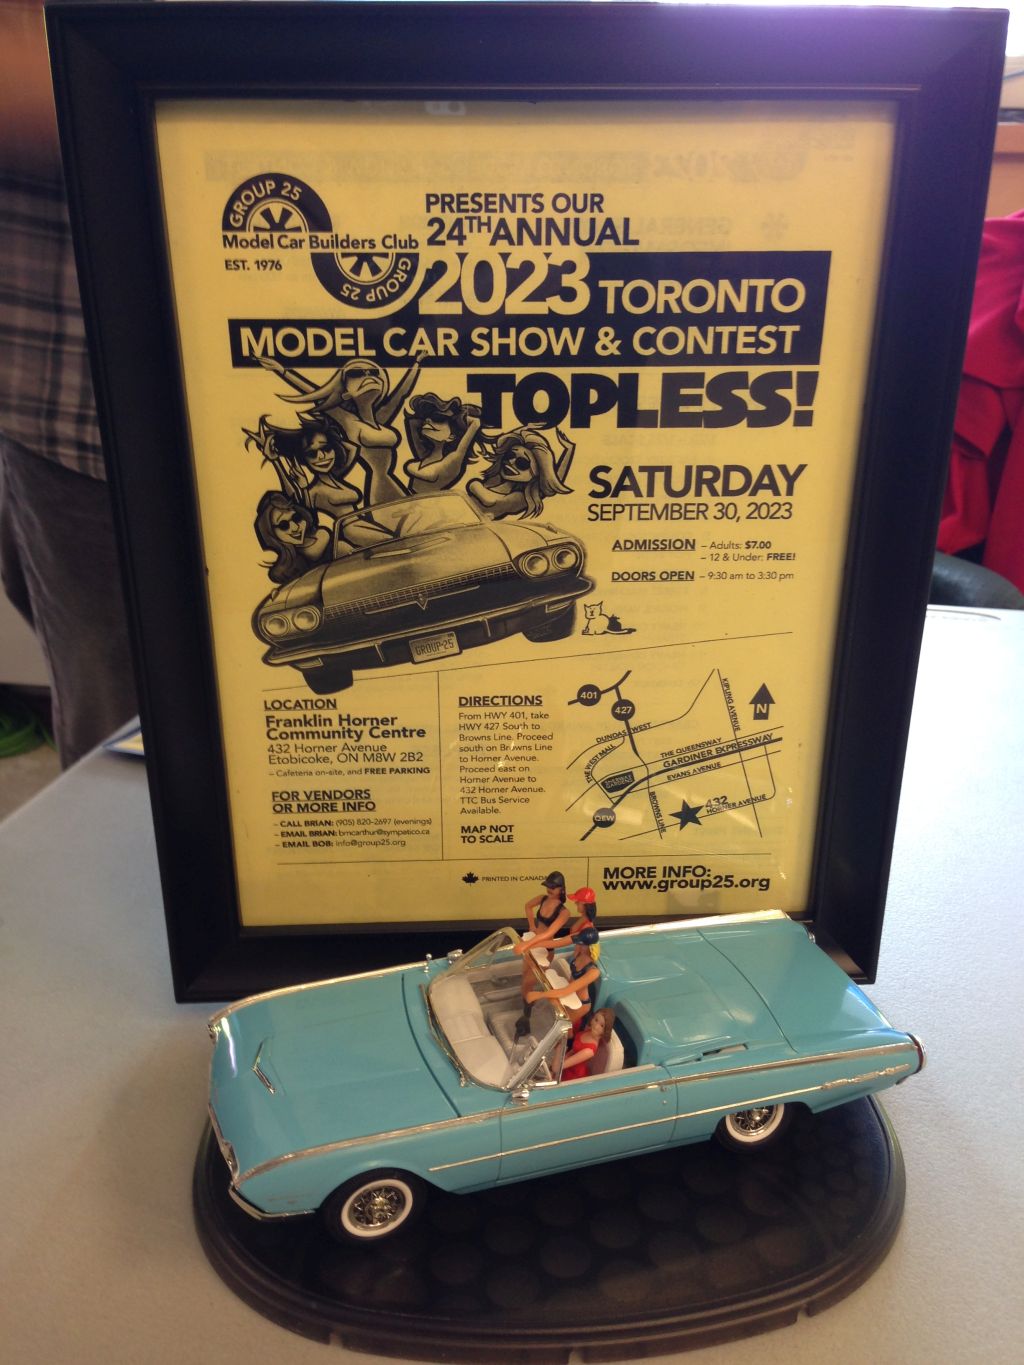 GROUP 25
Model Car Builders Club
EST. 1976
GROUP 25
PRESENTS OUR
24TH ANNUAL
2023 TORONTO
MODEL CAR SHOW & CONTEST
TOPLESS!
SATURDAY
SEPTEMBER 30, 2023
ADMISSION – Adults: $7.00
– 12 & Under: FREE!
DOORS OPEN – 9:30 am to 3:30 pm
GROUP-25
LOCATION
Franklin Horner
Community Centre
432 Horner Avenue
Etobicoke, ON M8W 2B2
– Cafeteria on-site, and FREE PARKING
FOR VENDORS
OR MORE INFO
– CALL BRIAN: (905) 820-2697 (evenings)
– EMAIL BRIAN: bmcarthur@sympatico.ca
– EMAIL BOB: info@group25.org
DIRECTIONS
From HWY 401, take
HWY 427 South to
Browns Line. Proceed
south on Browns Line
to Horner Avenue.
Proceed east on
Horner Avenue to
432 Horner Avenue.
TTC Bus Service
Available.
MAP NOT
TO SCALE
401
427
KIPLING AVENUE
N
DUNDAS WEST
THE WEST MALL
THE QUEENSWAY
GARDINER EXPRESSWAY
EVANS AVENUE
SHERWAY
GARDENS
BROWNS LINE
432
HORNER AVENUE
QEW
PRINTED IN CANADA
MORE INFO:
www.group25.org